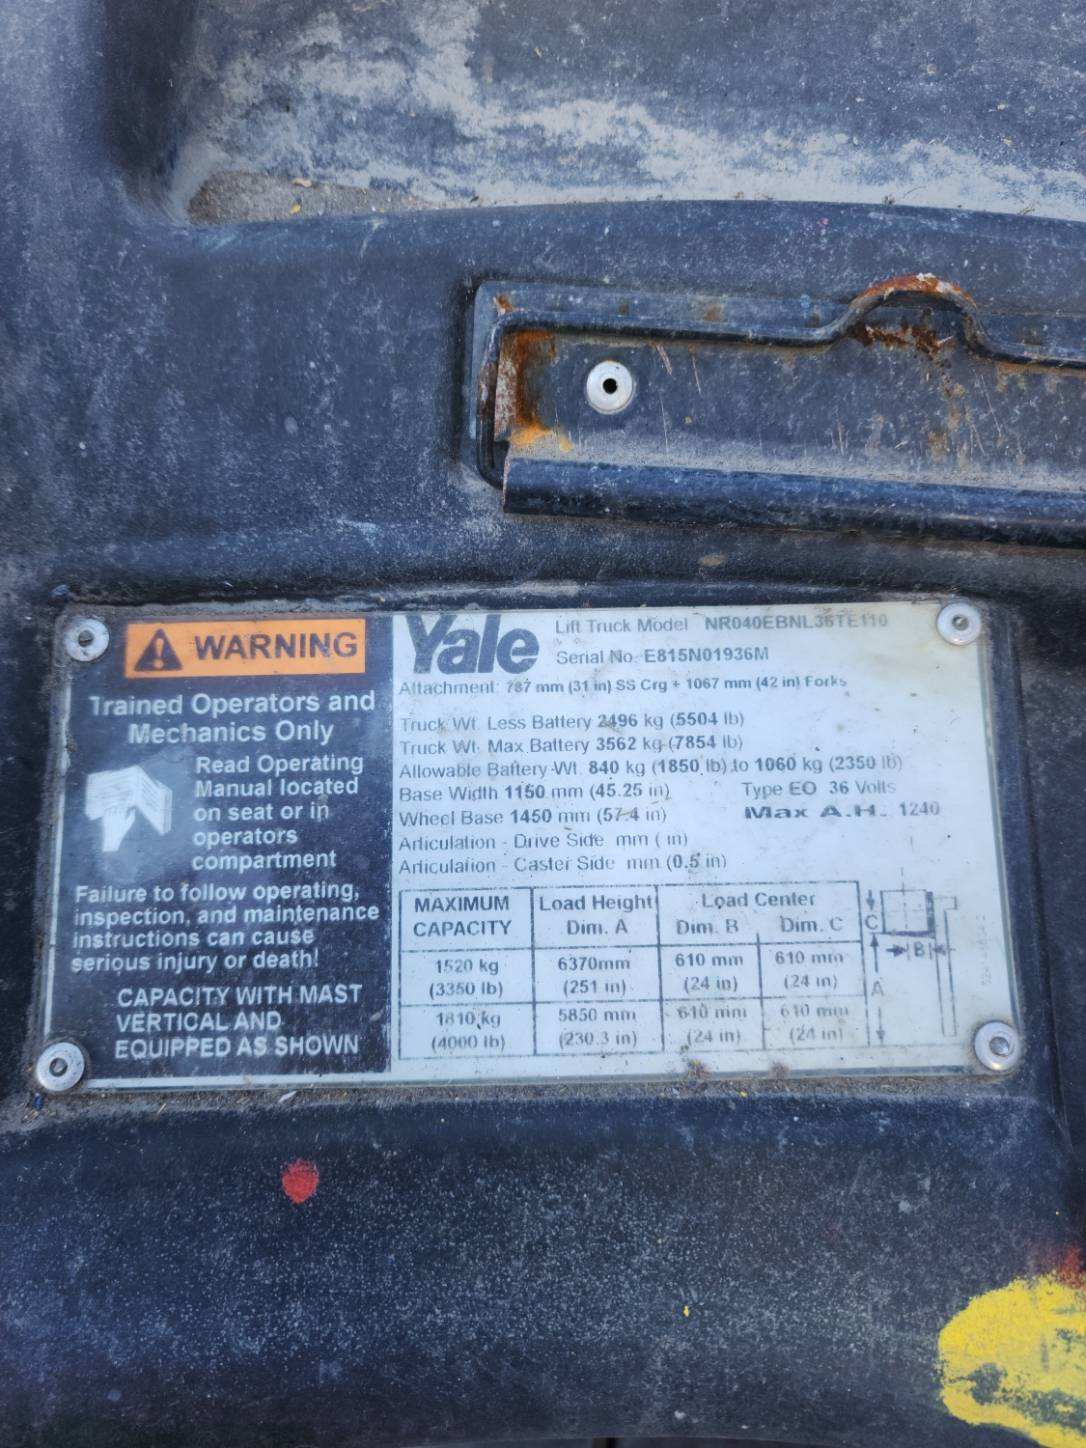 WARNING
Trained Operators and
Mechanics Only
Read Operating
Manual located
on seat or in
operators
compartment
Failure to follow operating,
inspection, and maintenance
instructions can cause
serious injury or death!
CAPACITY WITH MAST
VERTICAL AND
EQUIPPED AS SHOWN
Yale
Lift Truck Model NR040EBNL36TE110
Serial No. E815N01936M
Attachment: 787 mm (31 in) SS Crg + 1067 mm (42 in) Forks
Truck Wt. Less Battery 2496 kg (5504 lb)
Truck Wt. Max Battery 3562 kg (7854 lb)
Allowable Battery Wt. 840 kg (1850 lb) to 1060 kg (2350 lb)
Base Width 1150 mm (45.25 in) Type EO 36 Volts
Wheel Base 1450 mm (57.4 in) Max A.H. 1240
Articulation - Drive Side mm ( in)
Articulation - Caster Side mm (0.5 in)
MAXIMUM CAPACITY Load Height Dim. A Load Center Dim. B Dim. C
1520 kg 6370mm 610 mm 610 mm
(3350 lb) (251 in) (24 in) (24 in)
1810 kg 5850 mm 610 mm 610 mm
(4000 lb) (230.3 in) (24 in) (24 in)
C
B
A